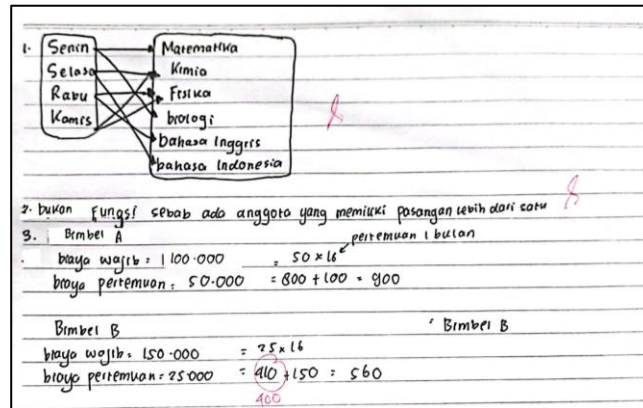 1. Senin
Selasa
Rabu
Kamis
Matematika
Kimia
Fisika
biologi
bahasa Inggris
bahasa Indonesia
2. bukan Fungsi sebab ada anggota yang memiliki pasangan lebih dari satu
3. Bimbel A
pertemuan 1 bulan
biaya wajib = 100.000 = 50 x 16
biaya pertemuan = 50.000 = 800 + 100 = 900
Bimbel B Bimbel B
biaya wajib = 150.000 = 25 x 16
biaya pertemuan = 25.000 = 410 + 150 = 560
400